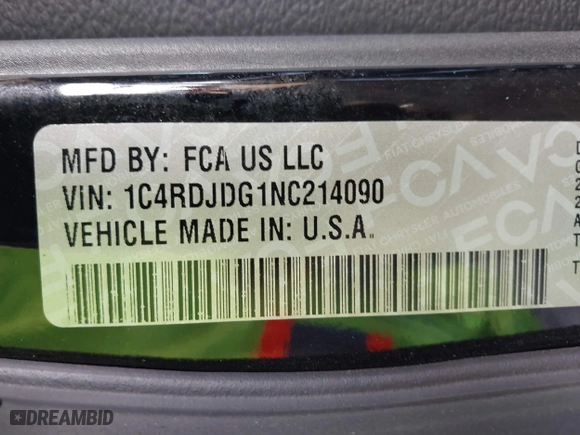 MFD BY: FCA US LLC
VIN: 1C4RDJDG1NC214090
VEHICLE MADE IN: U.S.A.
DREAMBID